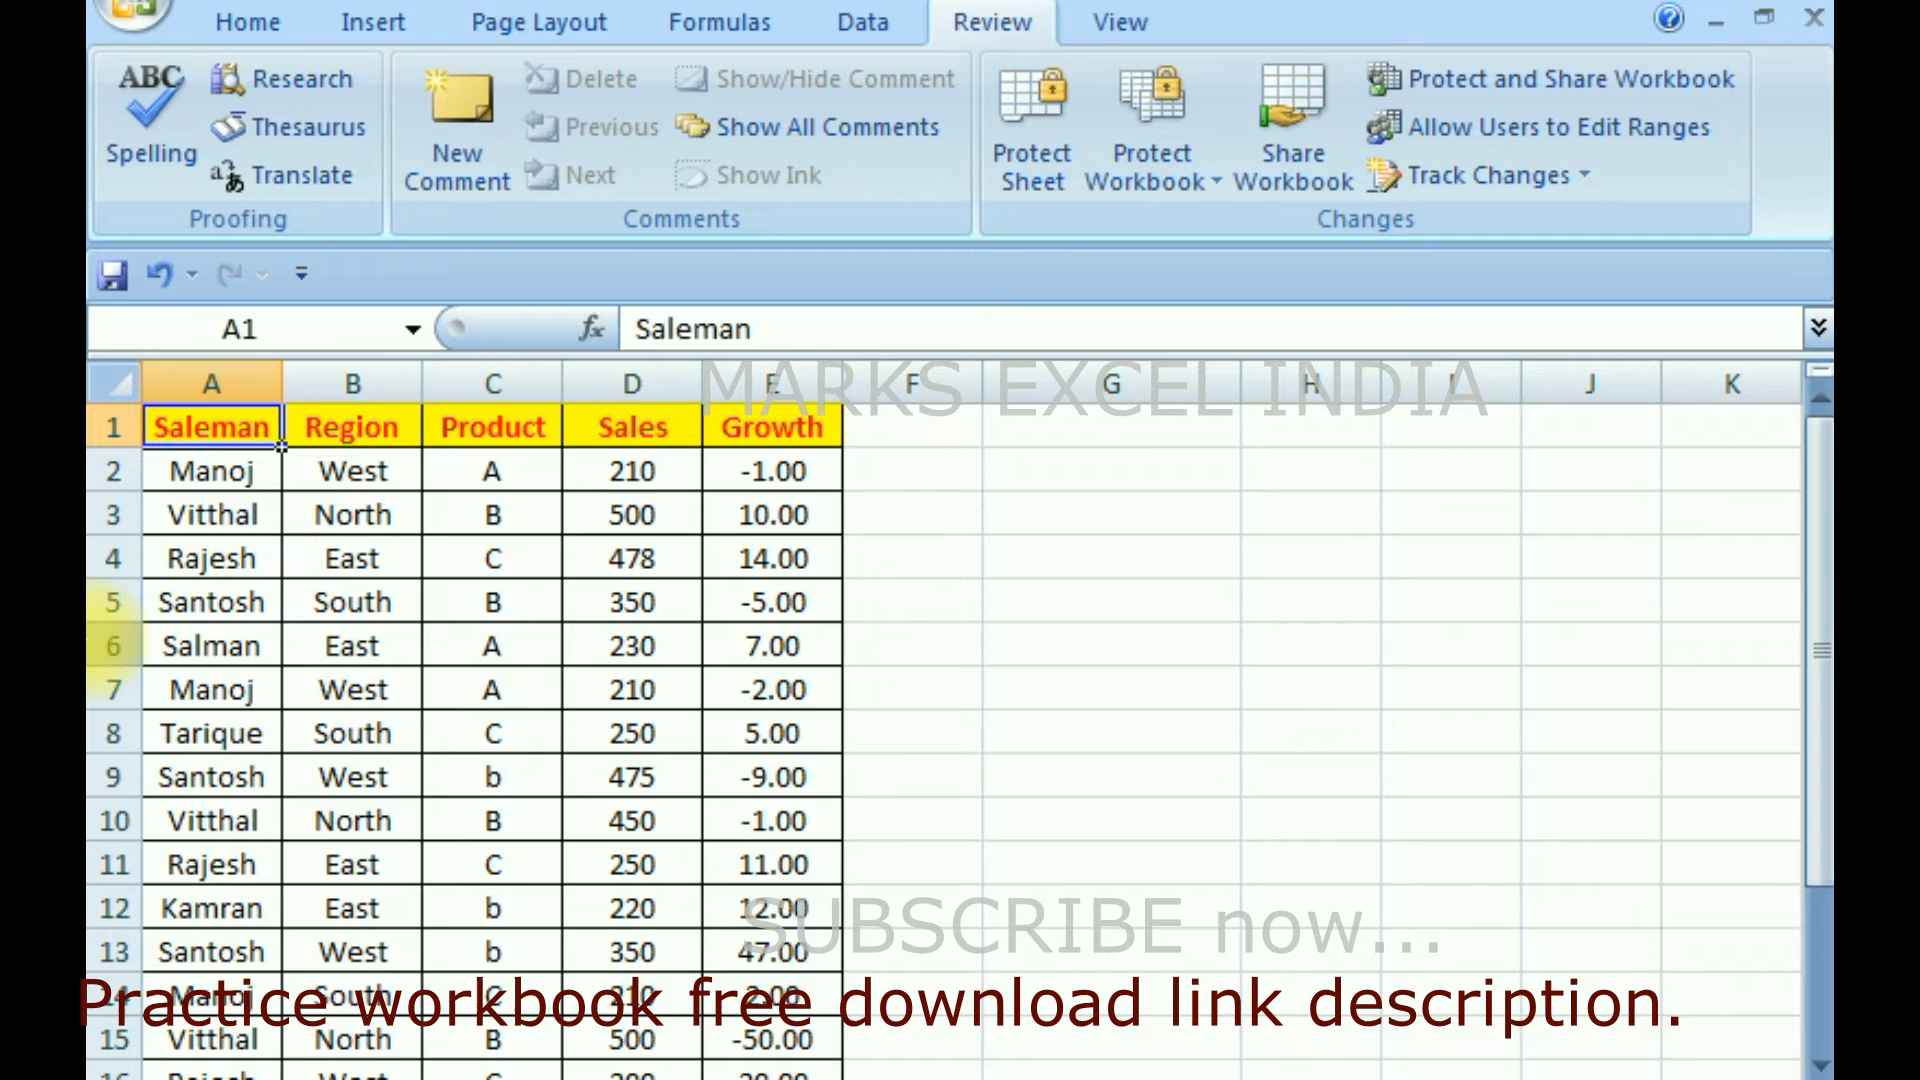 Home Insert Page Layout Formulas Data Review View
ABC Research Delete Show/Hide Comment Protect and Share Workbook
Thesaurus Previous Show All Comments Allow Users to Edit Ranges
Spelling New Protect Protect Share
Translate Comment Next Show Ink Sheet Workbook Workbook Track Changes
Proofing Comments Changes
A1 fx Saleman
MARKS EXCEL INDIA
A B C D E F G H I J K
1 Saleman Region Product Sales Growth
2 Manoj West A 210 -1.00
3 Vitthal North B 500 10.00
4 Rajesh East C 478 14.00
5 Santosh South B 350 -5.00
6 Salman East A 230 7.00
7 Manoj West A 210 -2.00
8 Tarique South C 250 5.00
9 Santosh West b 475 -9.00
10 Vitthal North B 450 -1.00
11 Rajesh East C 250 11.00
12 Kamran East b 220 12.00
SUBSCRIBE now...
13 Santosh West b 350 47.00
14 Manoj South C 210
Practice workbook free download link description.
15 Vitthal North B 500 -50.00